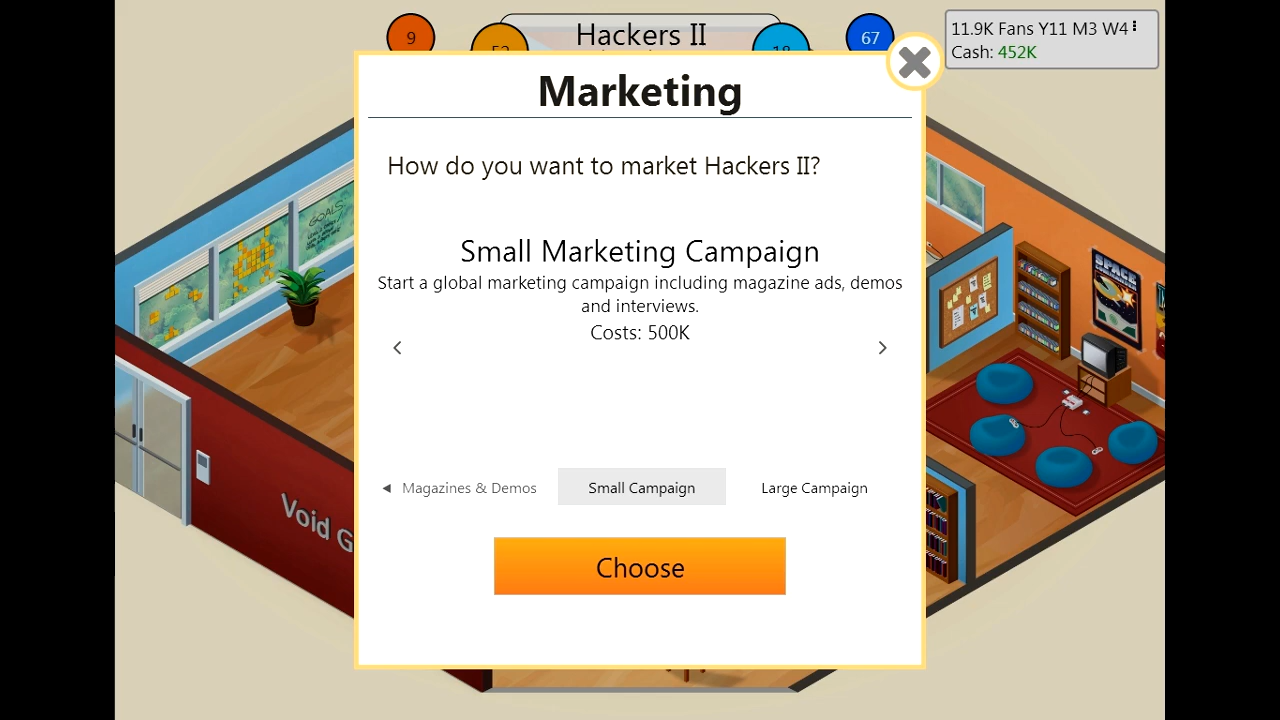 9
Hackers II
67
11.9K Fans Y11 M3 W4
Cash: 452K
Marketing
How do you want to market Hackers II?
Small Marketing Campaign
Start a global marketing campaign including magazine ads, demos
and interviews.
Costs: 500K
Magazines & Demos
Small Campaign
Large Campaign
Choose
GOALS
Void G
SPACE